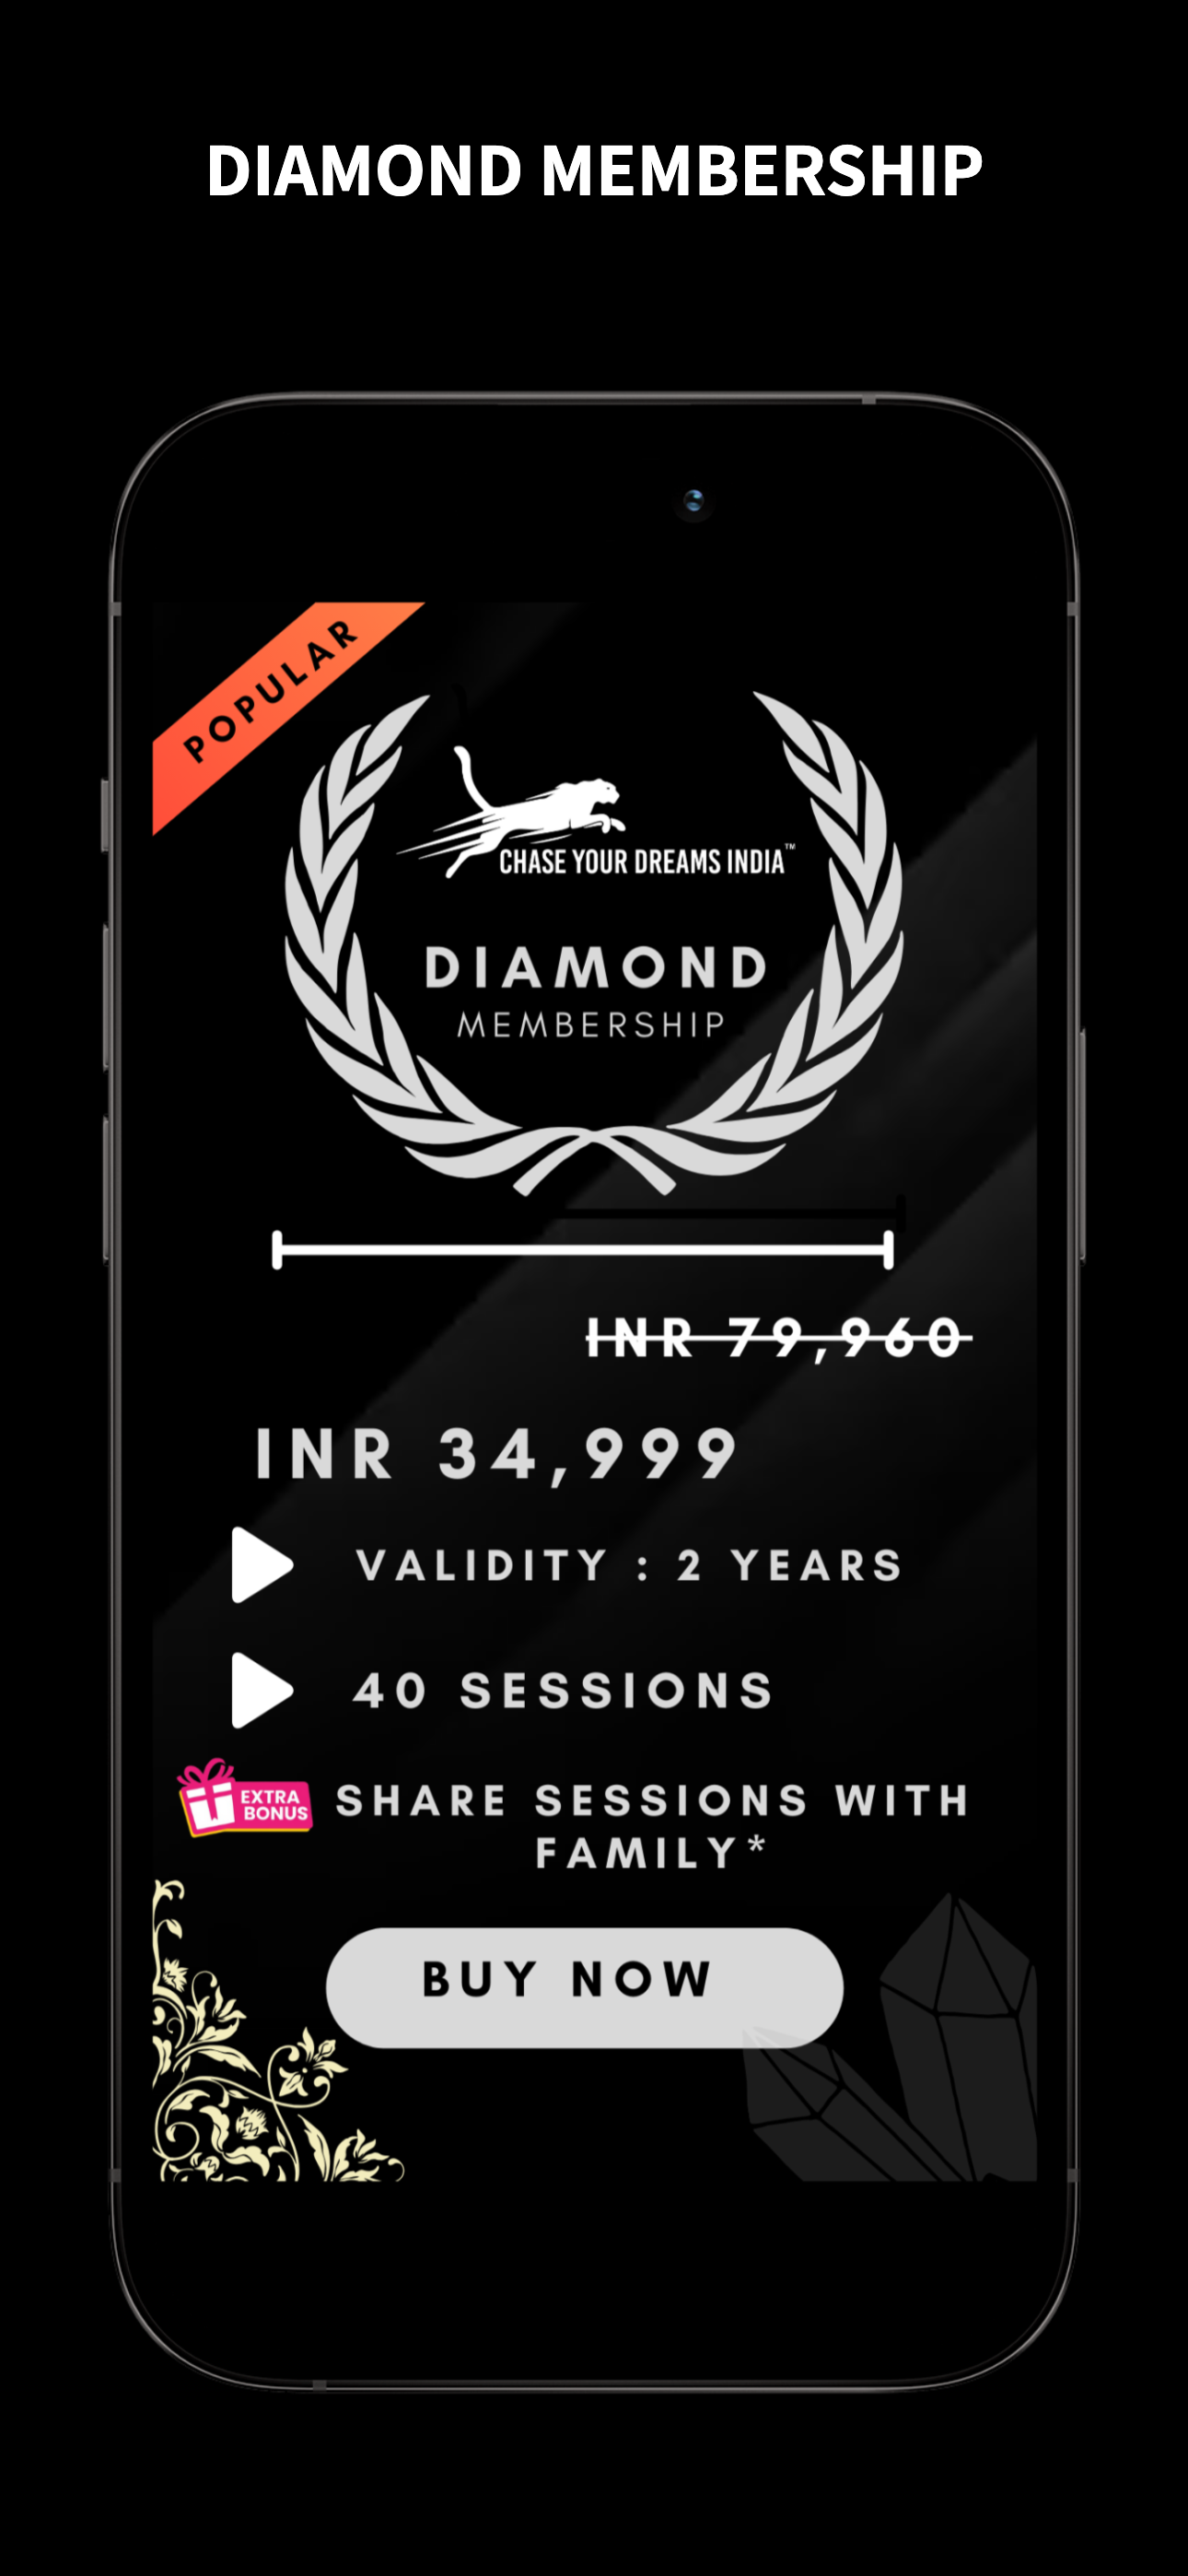 DIAMOND MEMBERSHIP
POPULAR
CHASE YOUR DREAMS INDIA™
DIAMOND
MEMBERSHIP
INR 79,960
INR 34,999
VALIDITY : 2 YEARS
40 SESSIONS
EXTRA
BONUS
SHARE SESSIONS WITH
FAMILY*
BUY NOW